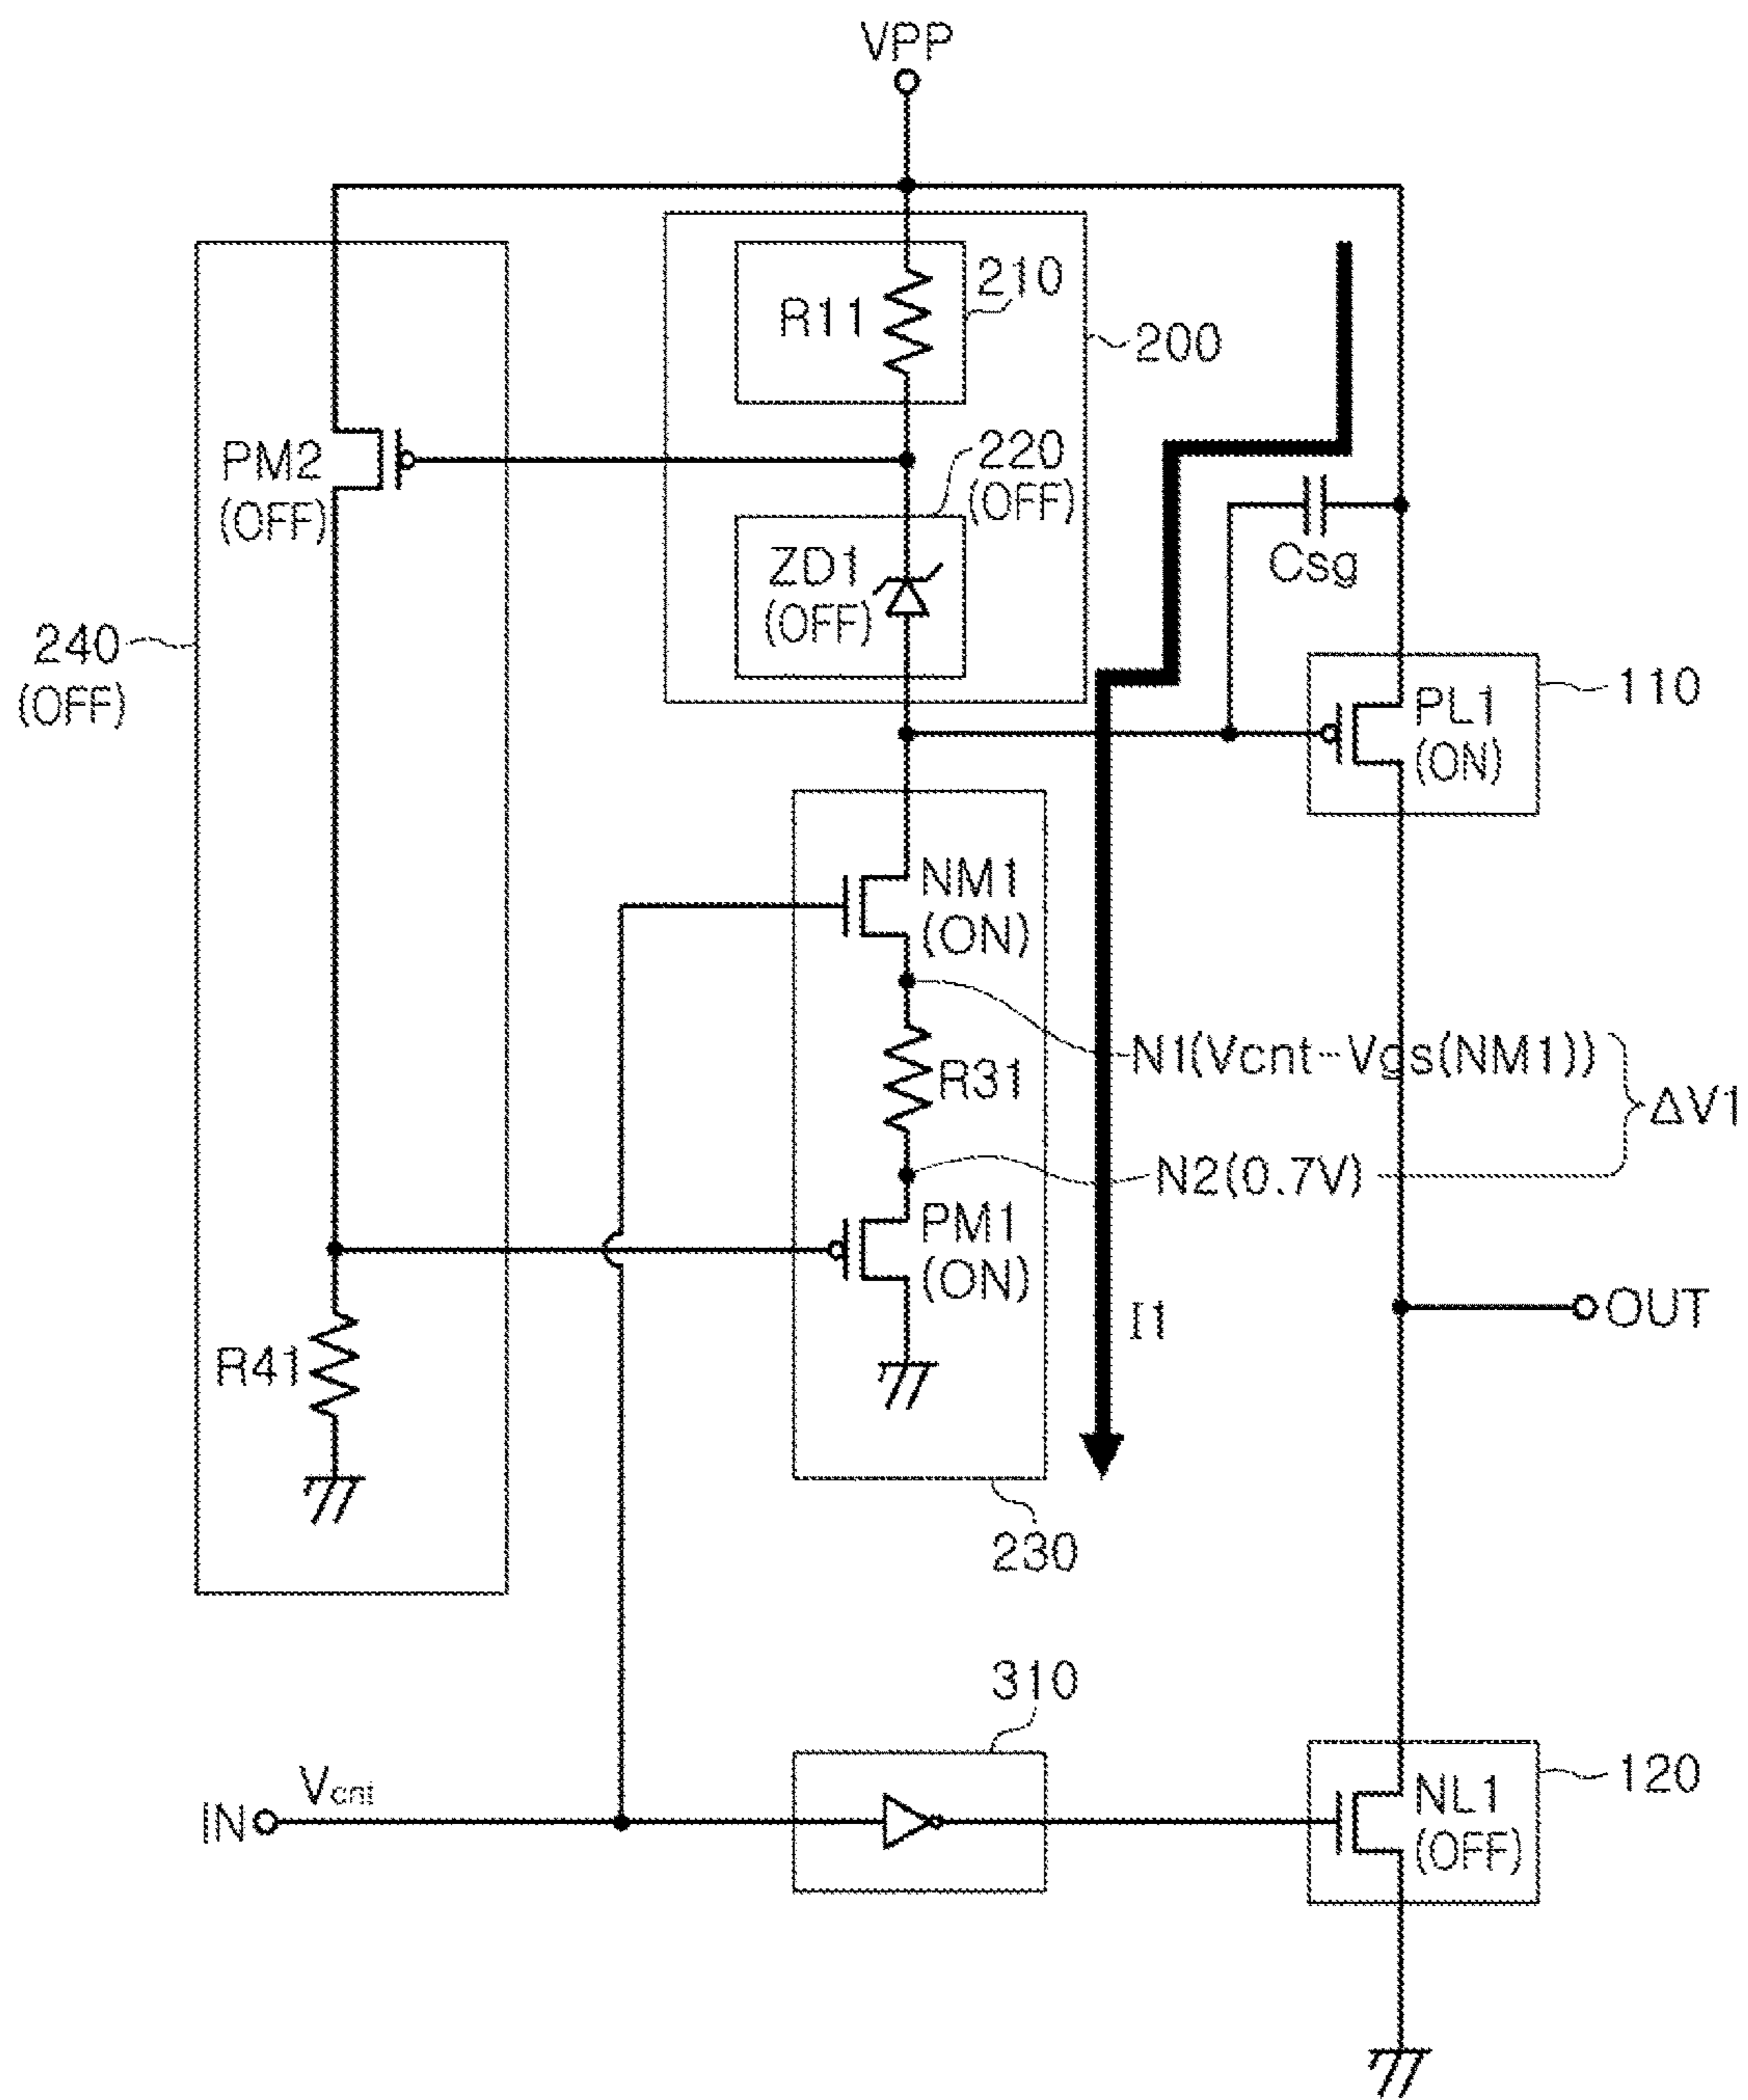 VPP
R11
210
200
PM2
(OFF)
220
(OFF)
ZD1
(OFF)
Csg
240
(OFF)
PL1
(ON)
110
NM1
(ON)
N1(Vcnt-Vgs(NM1))
R31
ΔV1
N2(0.7V)
PM1
(ON)
I1
OUT
R41
230
310
Vcnt
IN
NL1
(OFF)
120